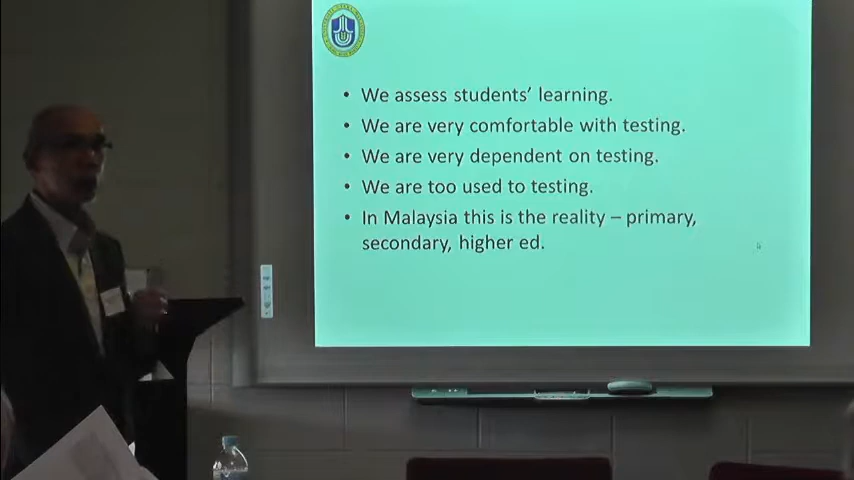 • We assess students' learning.
• We are very comfortable with testing.
• We are very dependent on testing.
• We are too used to testing.
• In Malaysia this is the reality – primary,
secondary, higher ed.